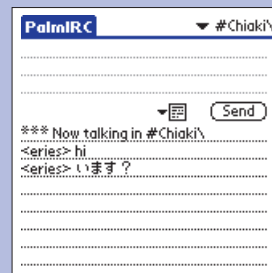 PalmIRC
#Chiaki\
Send
*** Now talking in #Chiaki\
<eries> hi
<eries> います？